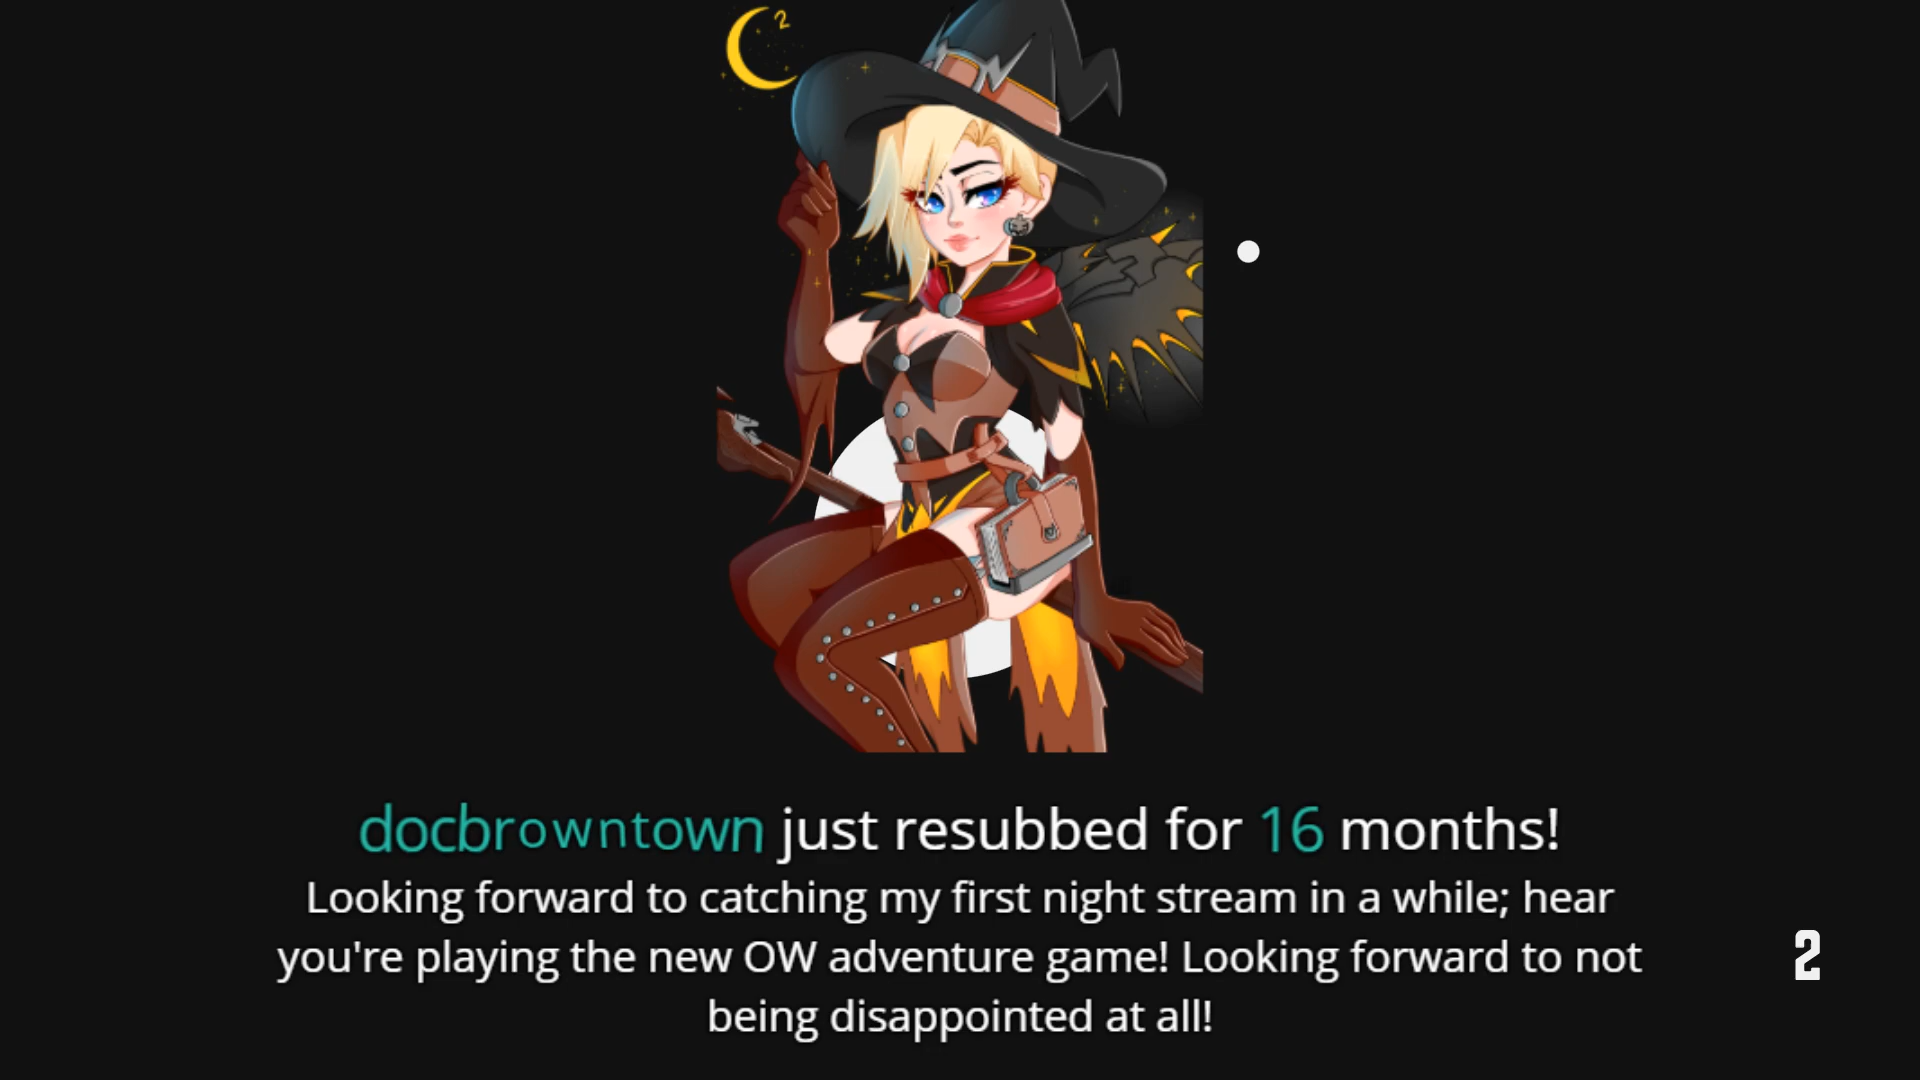 2
docbrowntown just resubbed for 16 months!
Looking forward to catching my first night stream in a while; hear
you're playing the new OW adventure game! Looking forward to not
being disappointed at all!
2